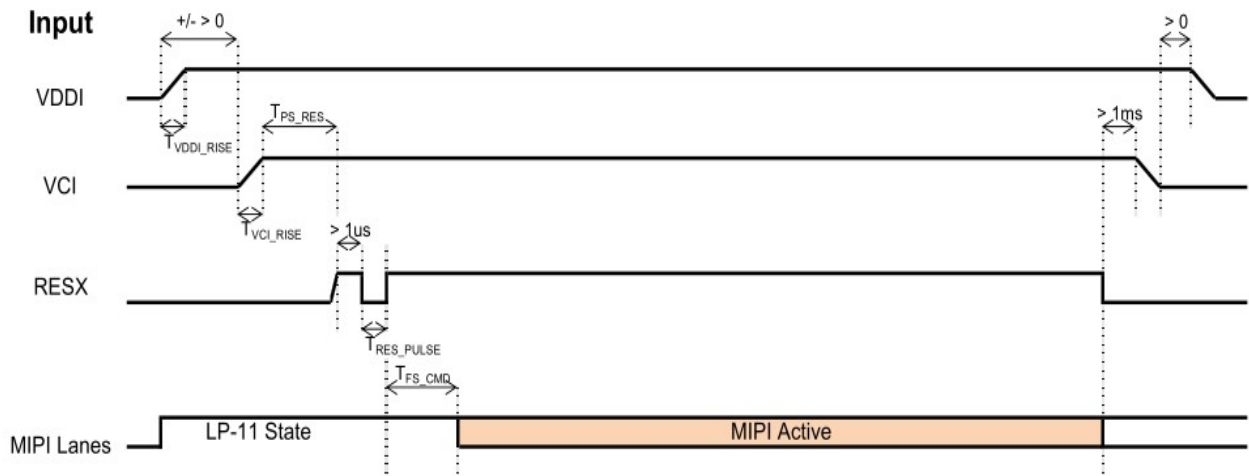 Input
+/- > 0
> 0
VDDI
T_PS_RES
> 1ms
T_VDDI_RISE
VCI
T_VCI_RISE
> 1us
RESX
T_RES_PULSE
T_FS_CMD
LP-11 State
MIPI Active
MIPI Lanes